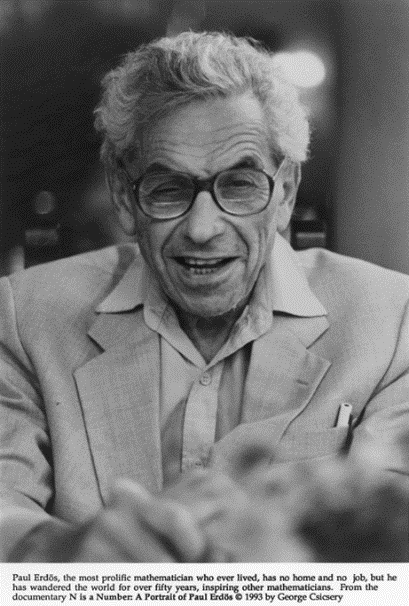 Paul Erdös, the most prolific mathematician who ever lived, has no home and no job, but he
has wandered the world for over fifty years, inspiring other mathematicians. From the
documentary N is a Number: A Portrait of Paul Erdös © 1993 by George Csicsery